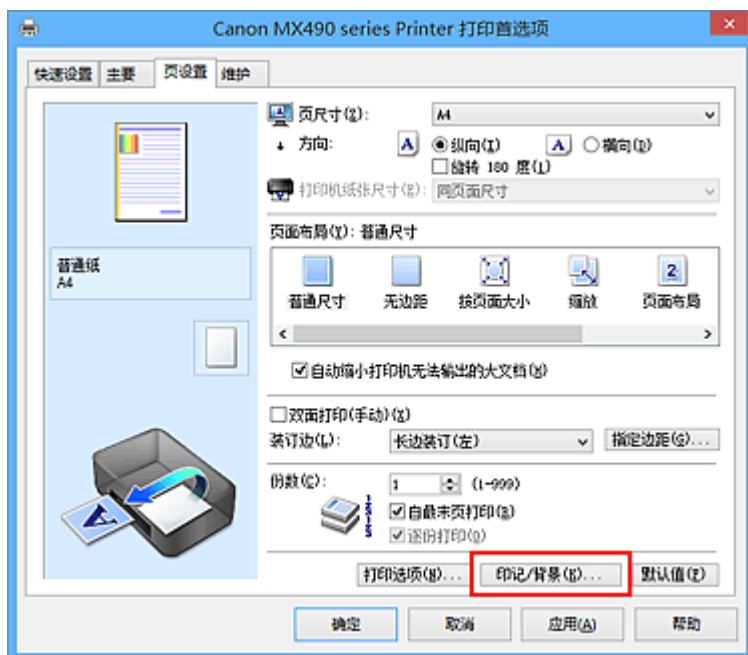 Canon MX490 series Printer 打印首选项
快速设置 主要 页设置 维护
页尺寸(Z): A4
方向: A 纵向(T) A 横向(D)
旋转 180 度(L)
打印机纸张尺寸(E): 同页面尺寸
页面布局(Y): 普通尺寸
普通纸
A4
普通尺寸 无边距 按页面大小 缩放 页面布局
自动缩小打印机无法输出的大文档(N)
双面打印(手动)(X)
装订边(L): 长边装订(左) 指定边距(G)...
份数(C): 1 (1-999)
自最末页打印(R)
逐份打印(O)
打印选项(N)... 印记/背景(K)... 默认值(F)
确定 取消 应用(A) 帮助